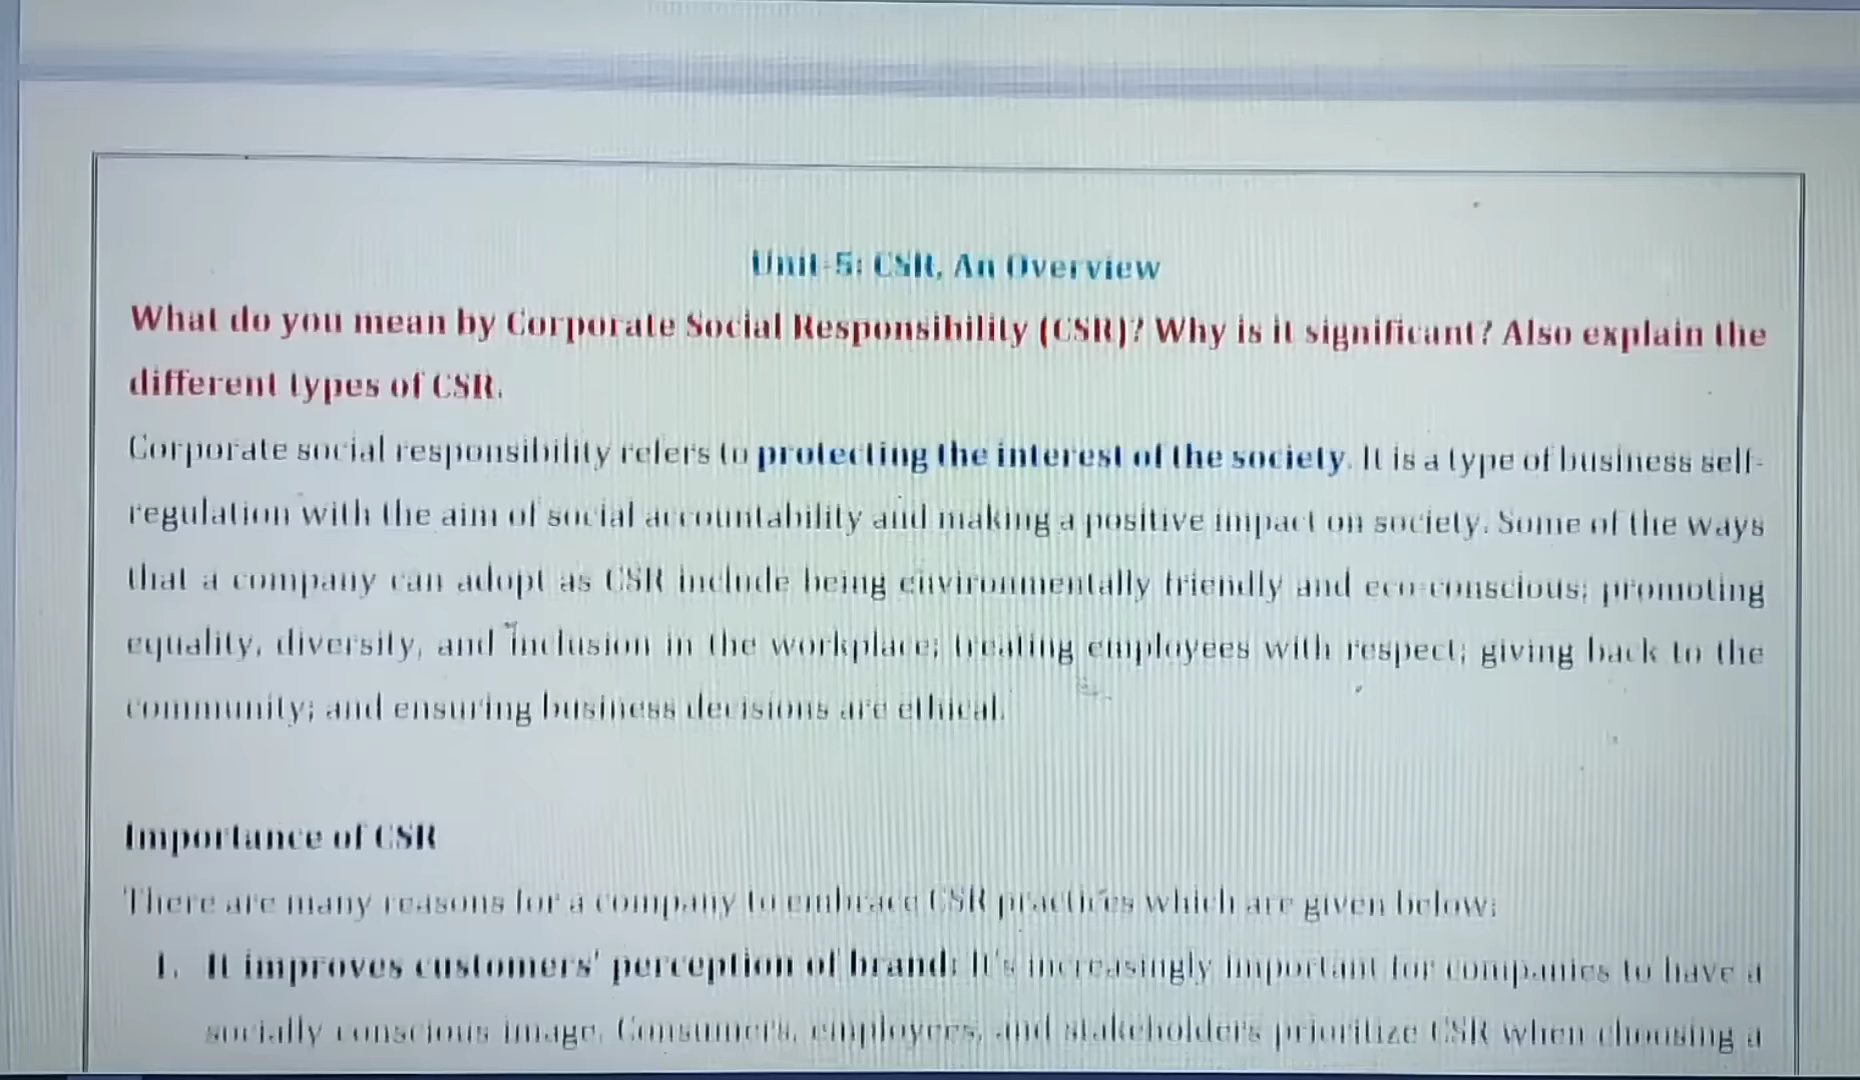 Unit-5: CSR, An Overview
What do you mean by Corporate Social Responsibility (CSR)? Why is it significant? Also explain the
different types of CSR.
Corporate social responsibility refers to protecting the interest of the society. It is a type of business self-
regulation with the aim of social accountability and making a positive impact on society. Some of the ways
that a company can adopt as CSR include being environmentally friendly and eco-conscious; promoting
equality, diversity, and inclusion in the workplace; treating employees with respect; giving back to the
community; and ensuring business decisions are ethical.
Importance of CSR
There are many reasons for a company to embrace CSR practices which are given below:
1. It improves customers' perception of brand: It's increasingly important for companies to have a
socially conscious image. Consumers, employees, and stakeholders prioritize CSR when choosing a